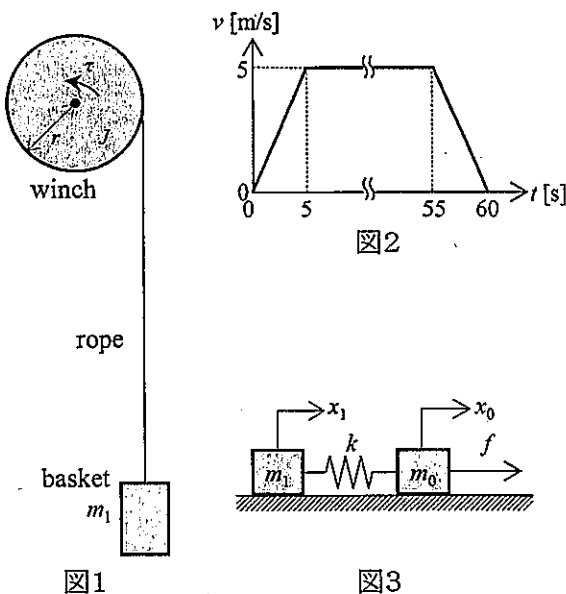 τ
r
J
winch
rope
basket
m₁
図1
v [m/s]
5
0
0 5 55 60 t [s]
図2
x₁ x₀
k f
m₁ m₀
図3